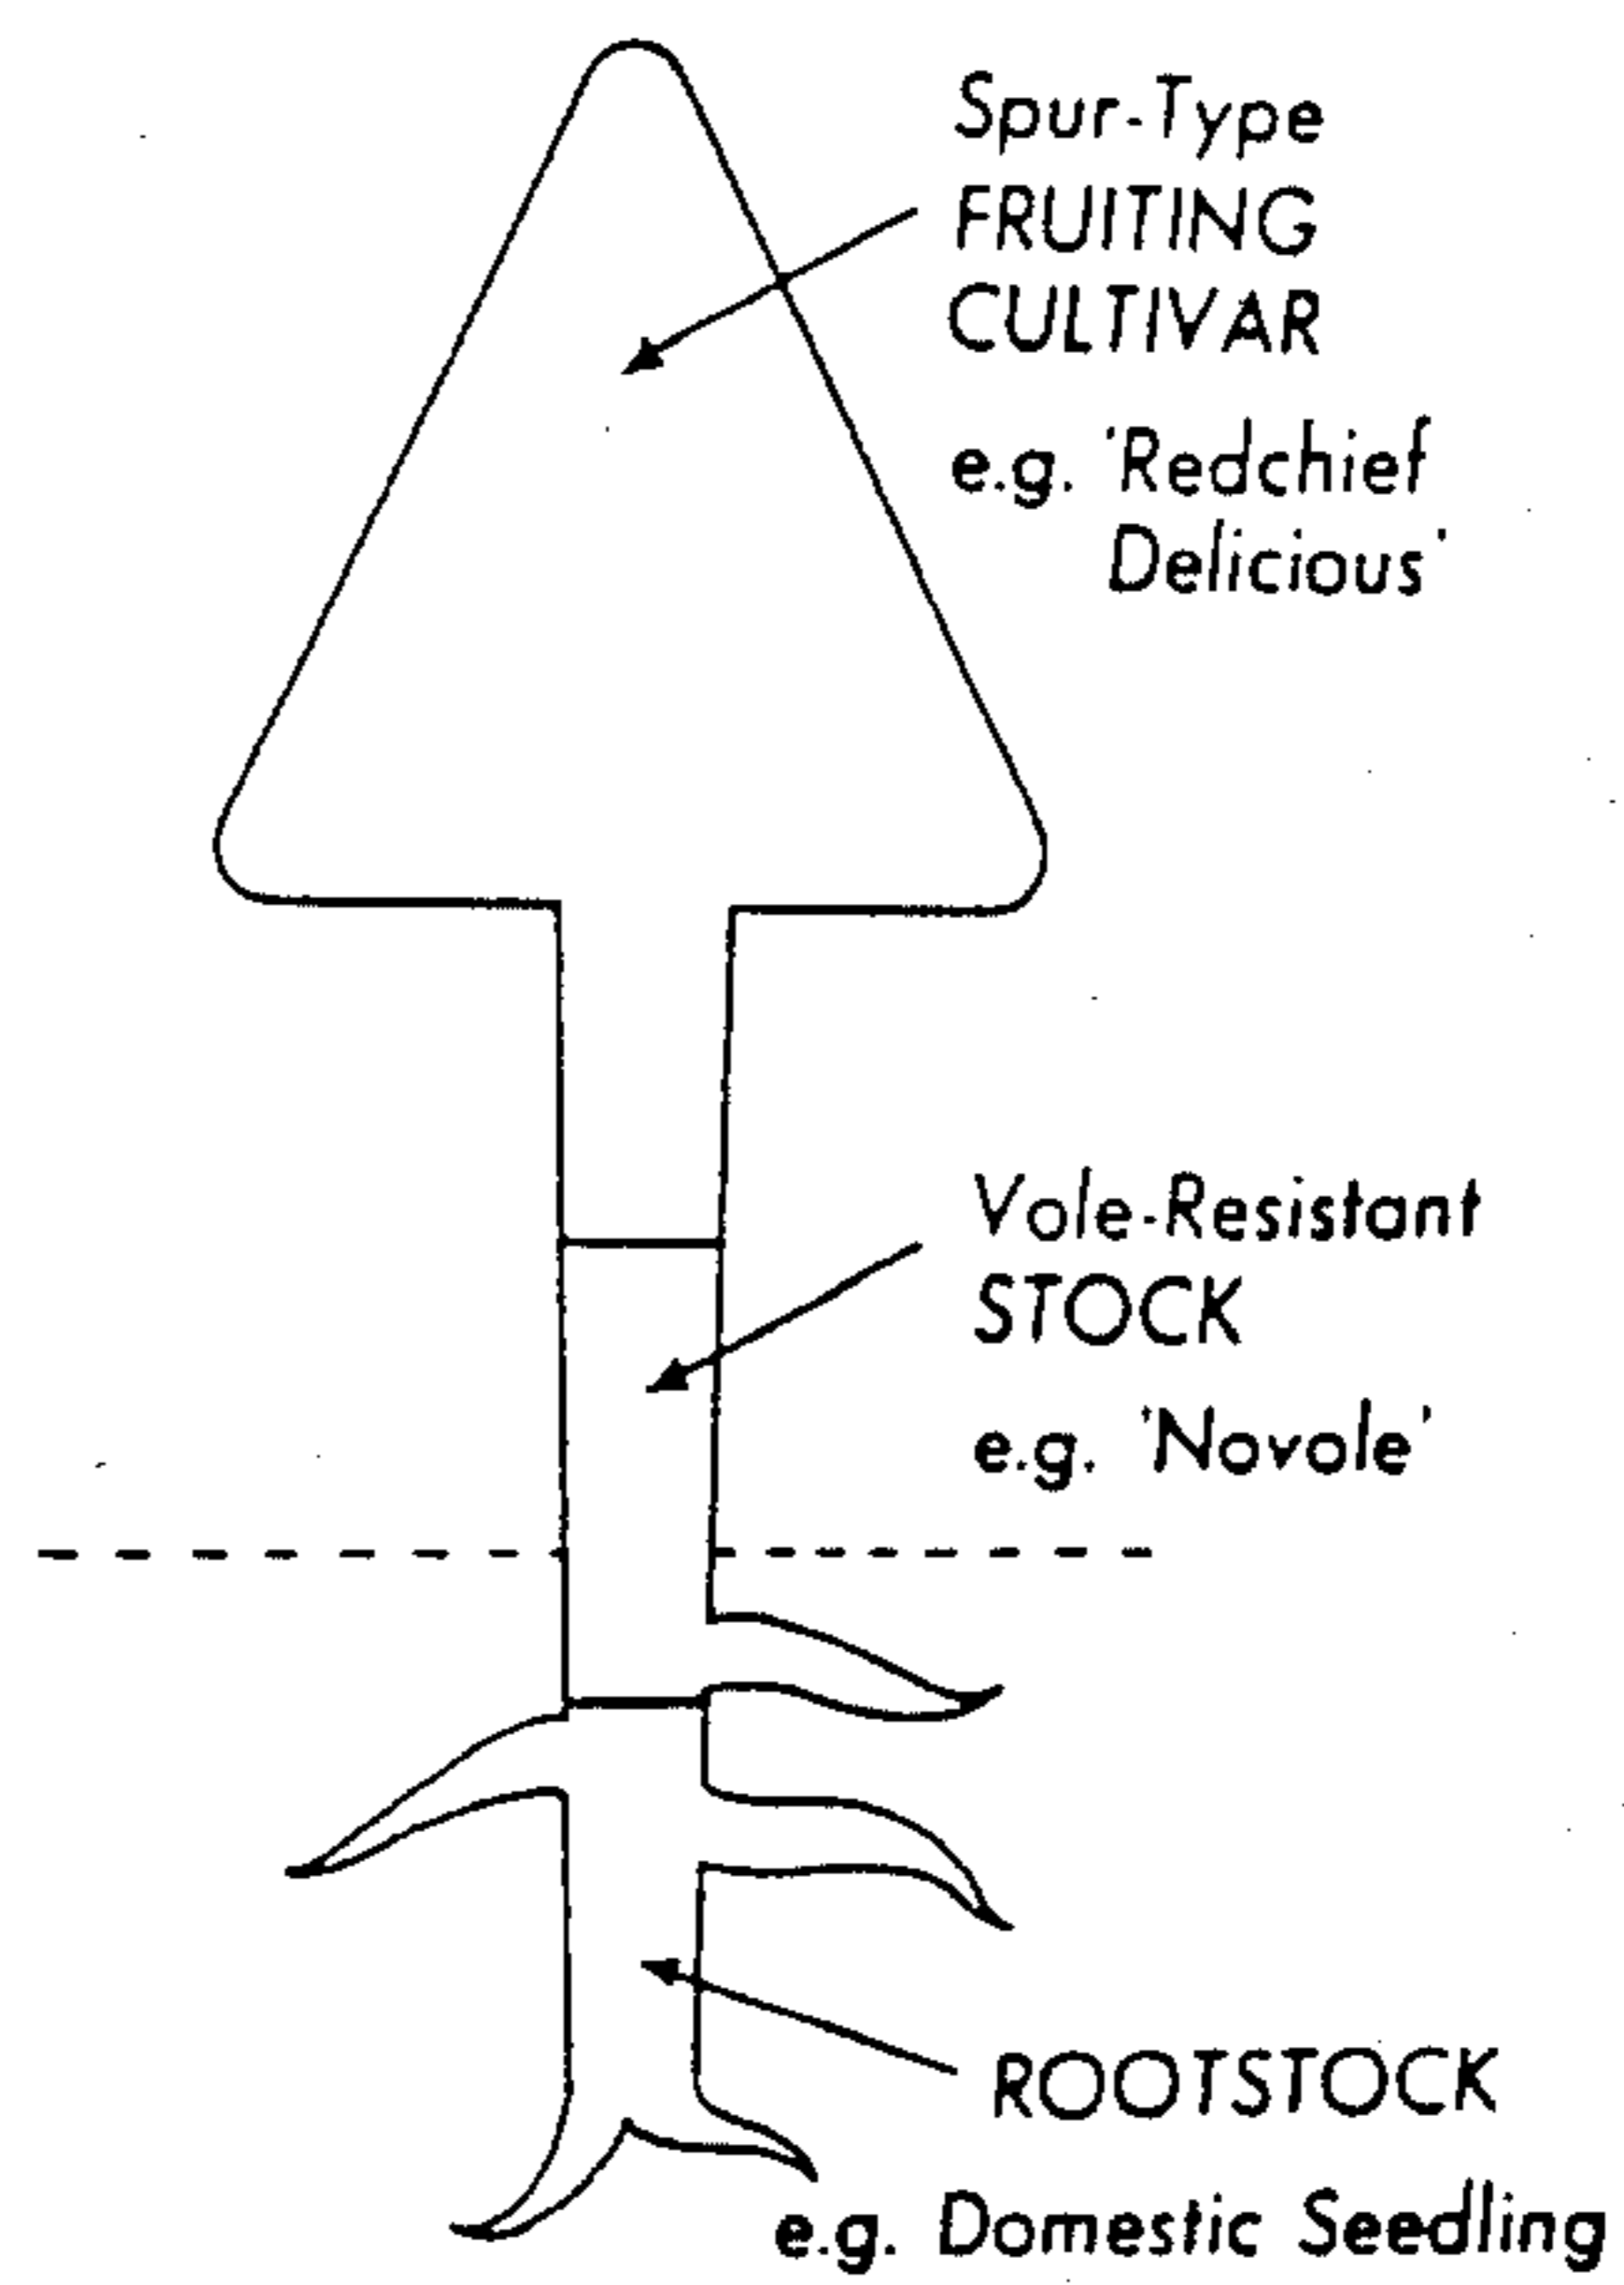 Spur-Type
FRUITING
CULTIVAR
e.g. 'Redchief
Delicious'
Vole-Resistant
STOCK
e.g. 'Novole'
ROOTSTOCK
e.g. Domestic Seedling